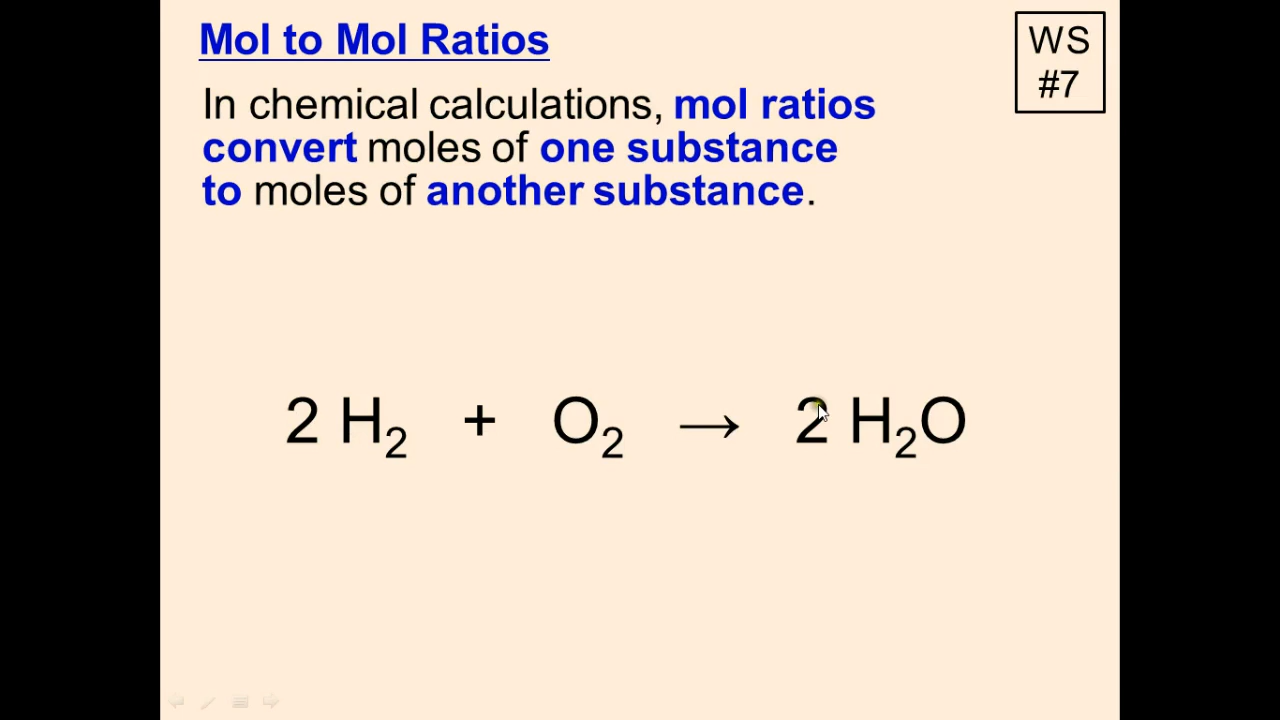 Mol to Mol Ratios
WS
#7
In chemical calculations, mol ratios
convert moles of one substance
to moles of another substance.
2 H₂ + O₂ → 2 H₂O